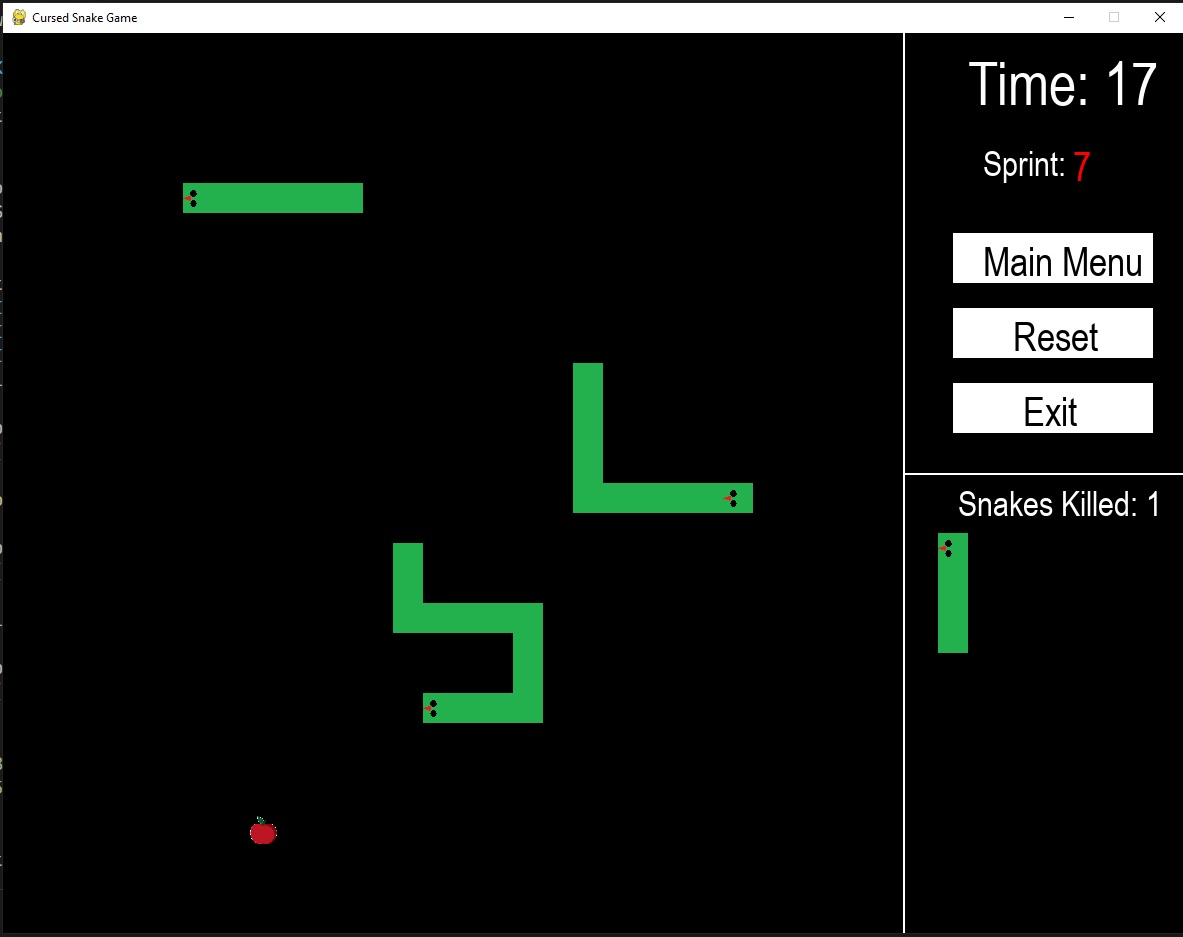 Cursed Snake Game
Time: 17
Sprint: 7
Main Menu
Reset
Exit
Snakes Killed: 1